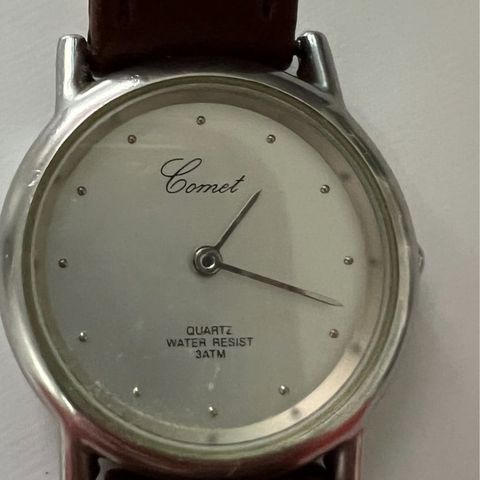 Comet
QUARTZ
WATER RESIST
3ATM